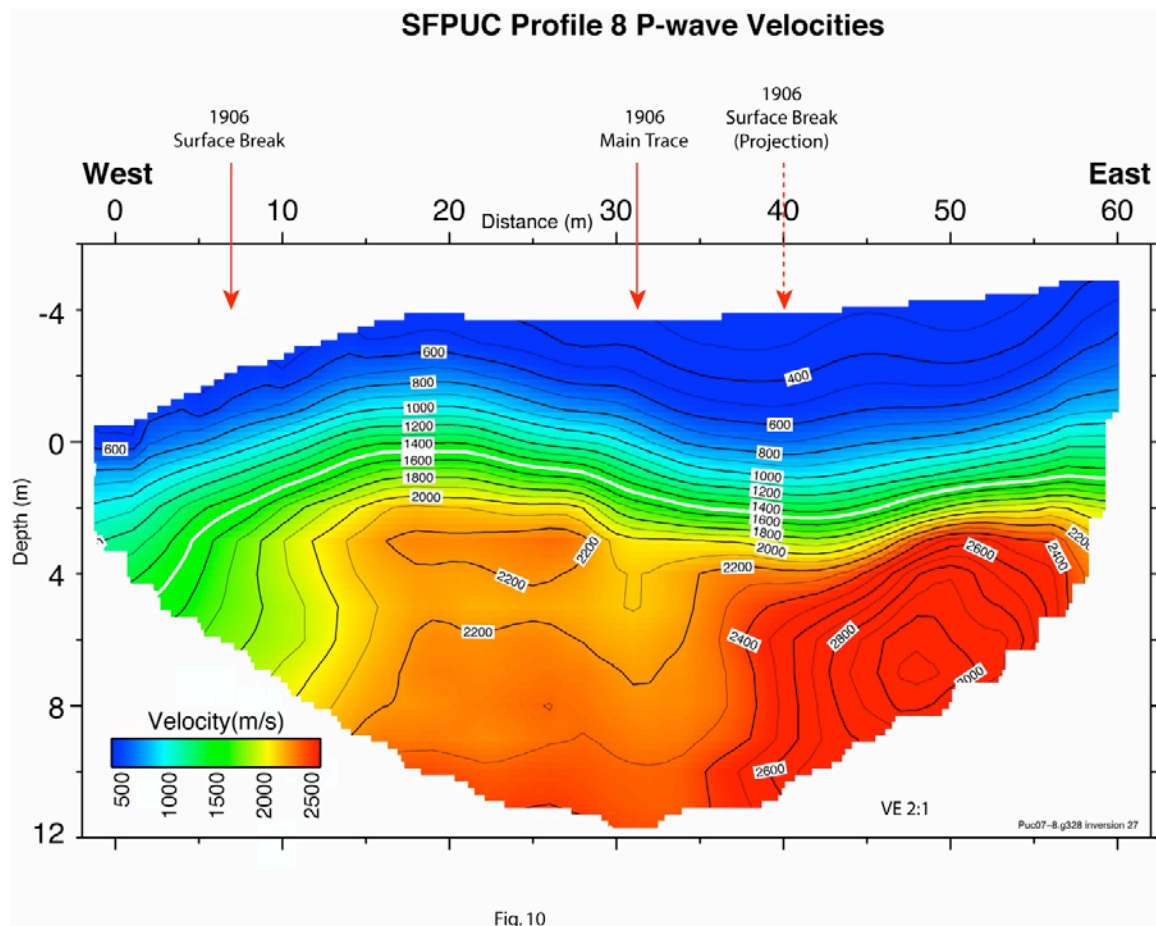 SFPUC Profile 8 P-wave Velocities
1906
Surface Break
1906
Main Trace
1906
Surface Break
(Projection)
West
East
0 10 20 30 40 50 60
Distance (m)
-4
0
4
8
12
Depth (m)
600
800
1000
1200
1400
1600
1800
2000
400
600
800
1000
1200
1400
1600
1800
2000
2200
600
2200
2200
2200
2400
2600
2800
2600
2400
2200
Velocity(m/s)
500 1000 1500 2000 2500
VE 2:1
Puc07-8.g328 inversion 27
Fig. 10